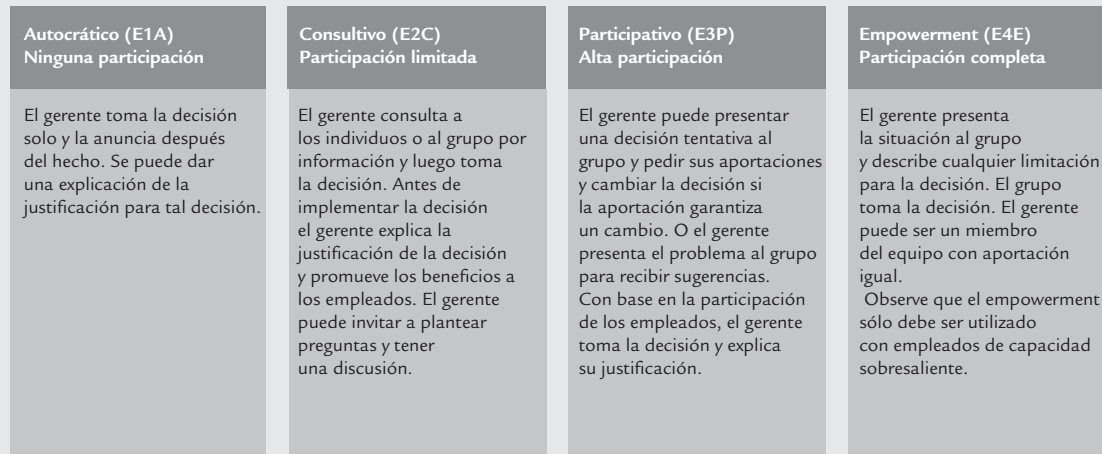 Autocrático (E1A)
Ninguna participación
El gerente toma la decisión
solo y la anuncia después
del hecho. Se puede dar
una explicación de la
justificación para tal decisión.
Consultivo (E2C)
Participación limitada
El gerente consulta a
los individuos o al grupo por
información y luego toma
la decisión. Antes de
implementar la decisión
el gerente explica la
justificación de la decisión
y promueve los beneficios a
los empleados. El gerente
puede invitar a plantear
preguntas y tener
una discusión.
Participativo (E3P)
Alta participación
El gerente puede presentar
una decisión tentativa al
grupo y pedir sus aportaciones
y cambiar la decisión si
la aportación garantiza
un cambio. O el gerente
presenta el problema al grupo
para recibir sugerencias.
Con base en la participación
de los empleados, el gerente
toma la decisión y explica
su justificación.
Empowerment (E4E)
Participación completa
El gerente presenta
la situación al grupo
y describe cualquier limitación
para la decisión. El grupo
toma la decisión. El gerente
puede ser un miembro
del equipo con aportación
igual.
Observe que el empowerment
sólo debe ser utilizado
con empleados de capacidad
sobresaliente.